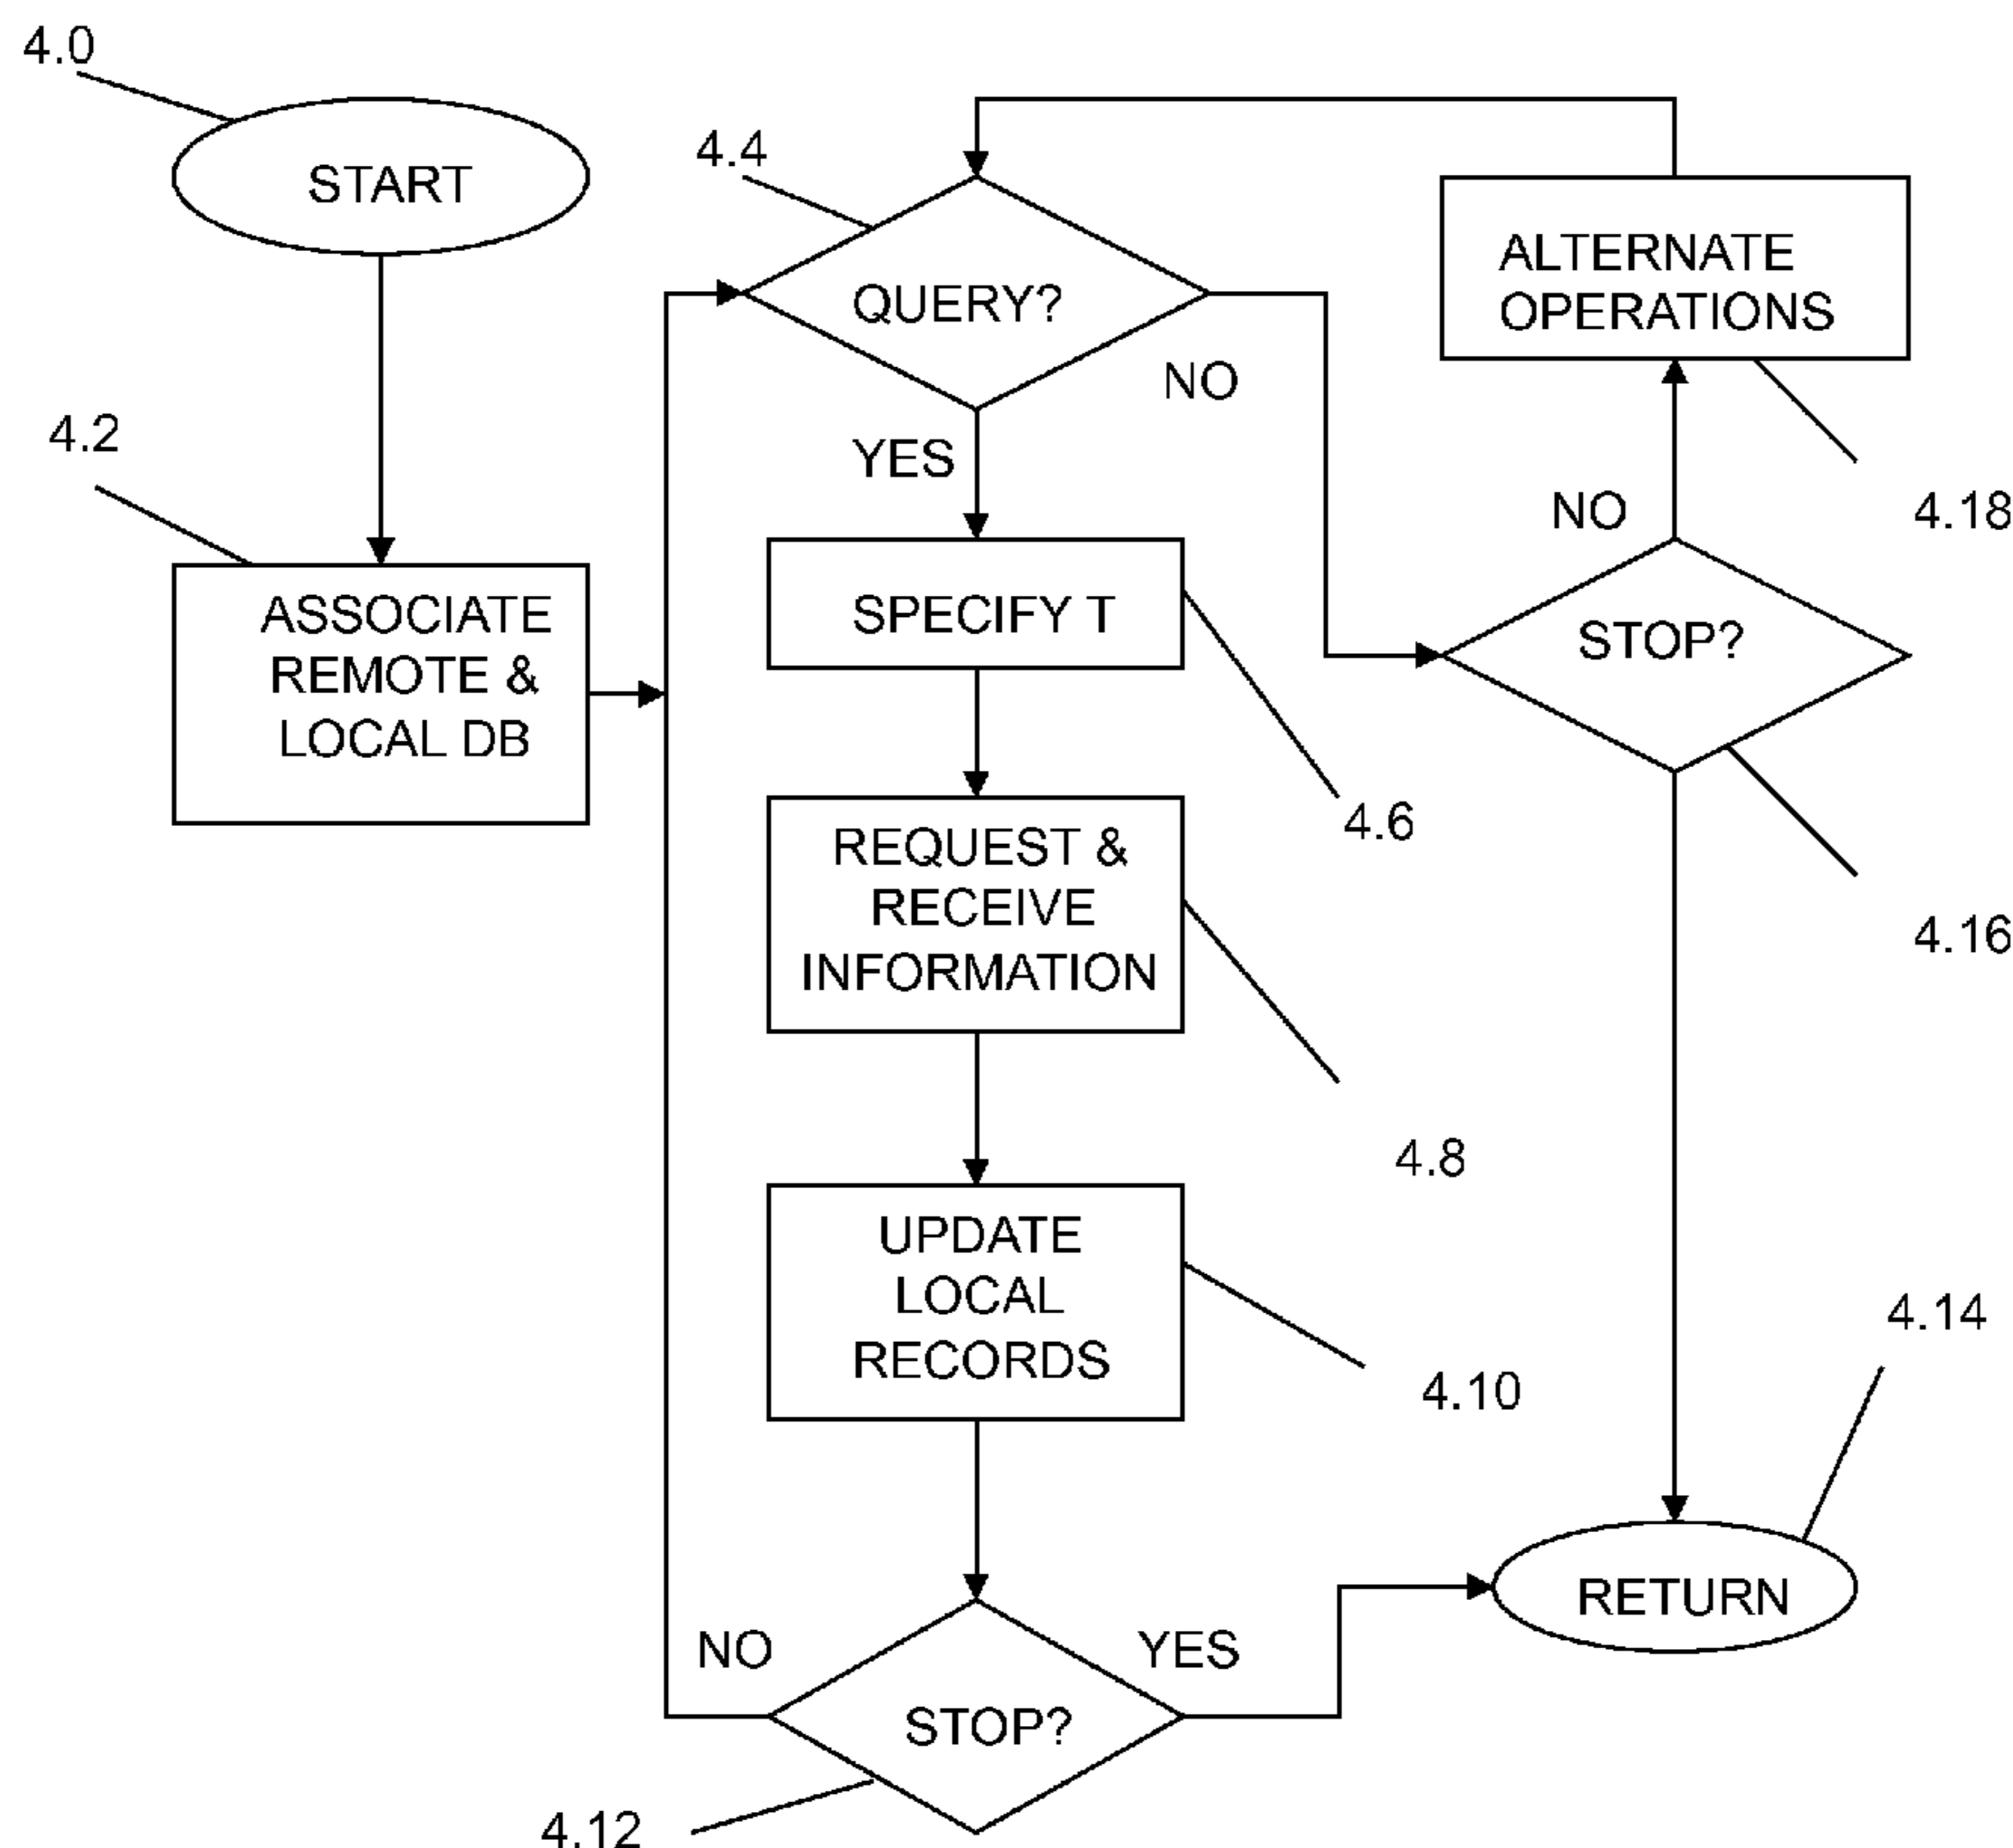 4.0
START
4.2
ASSOCIATE
REMOTE &
LOCAL DB
4.4
QUERY?
NO
YES
SPECIFY T
4.6
REQUEST &
RECEIVE
INFORMATION
4.8
UPDATE
LOCAL
RECORDS
4.10
NO
YES
STOP?
4.12
ALTERNATE
OPERATIONS
4.18
NO
STOP?
4.16
4.14
RETURN